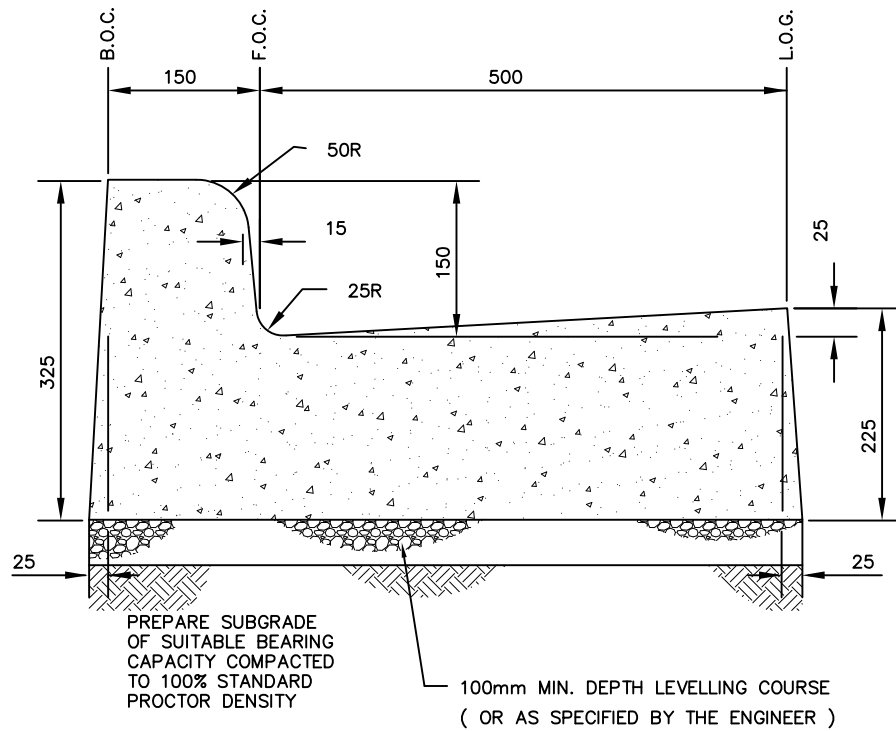 B.O.C.
F.O.C.
L.O.G.
150
500
50R
15
25
150
25R
325
225
25
25
PREPARE SUBGRADE
OF SUITABLE BEARING
CAPACITY COMPACTED
TO 100% STANDARD
PROCTOR DENSITY
100mm MIN. DEPTH LEVELLING COURSE
( OR AS SPECIFIED BY THE ENGINEER )